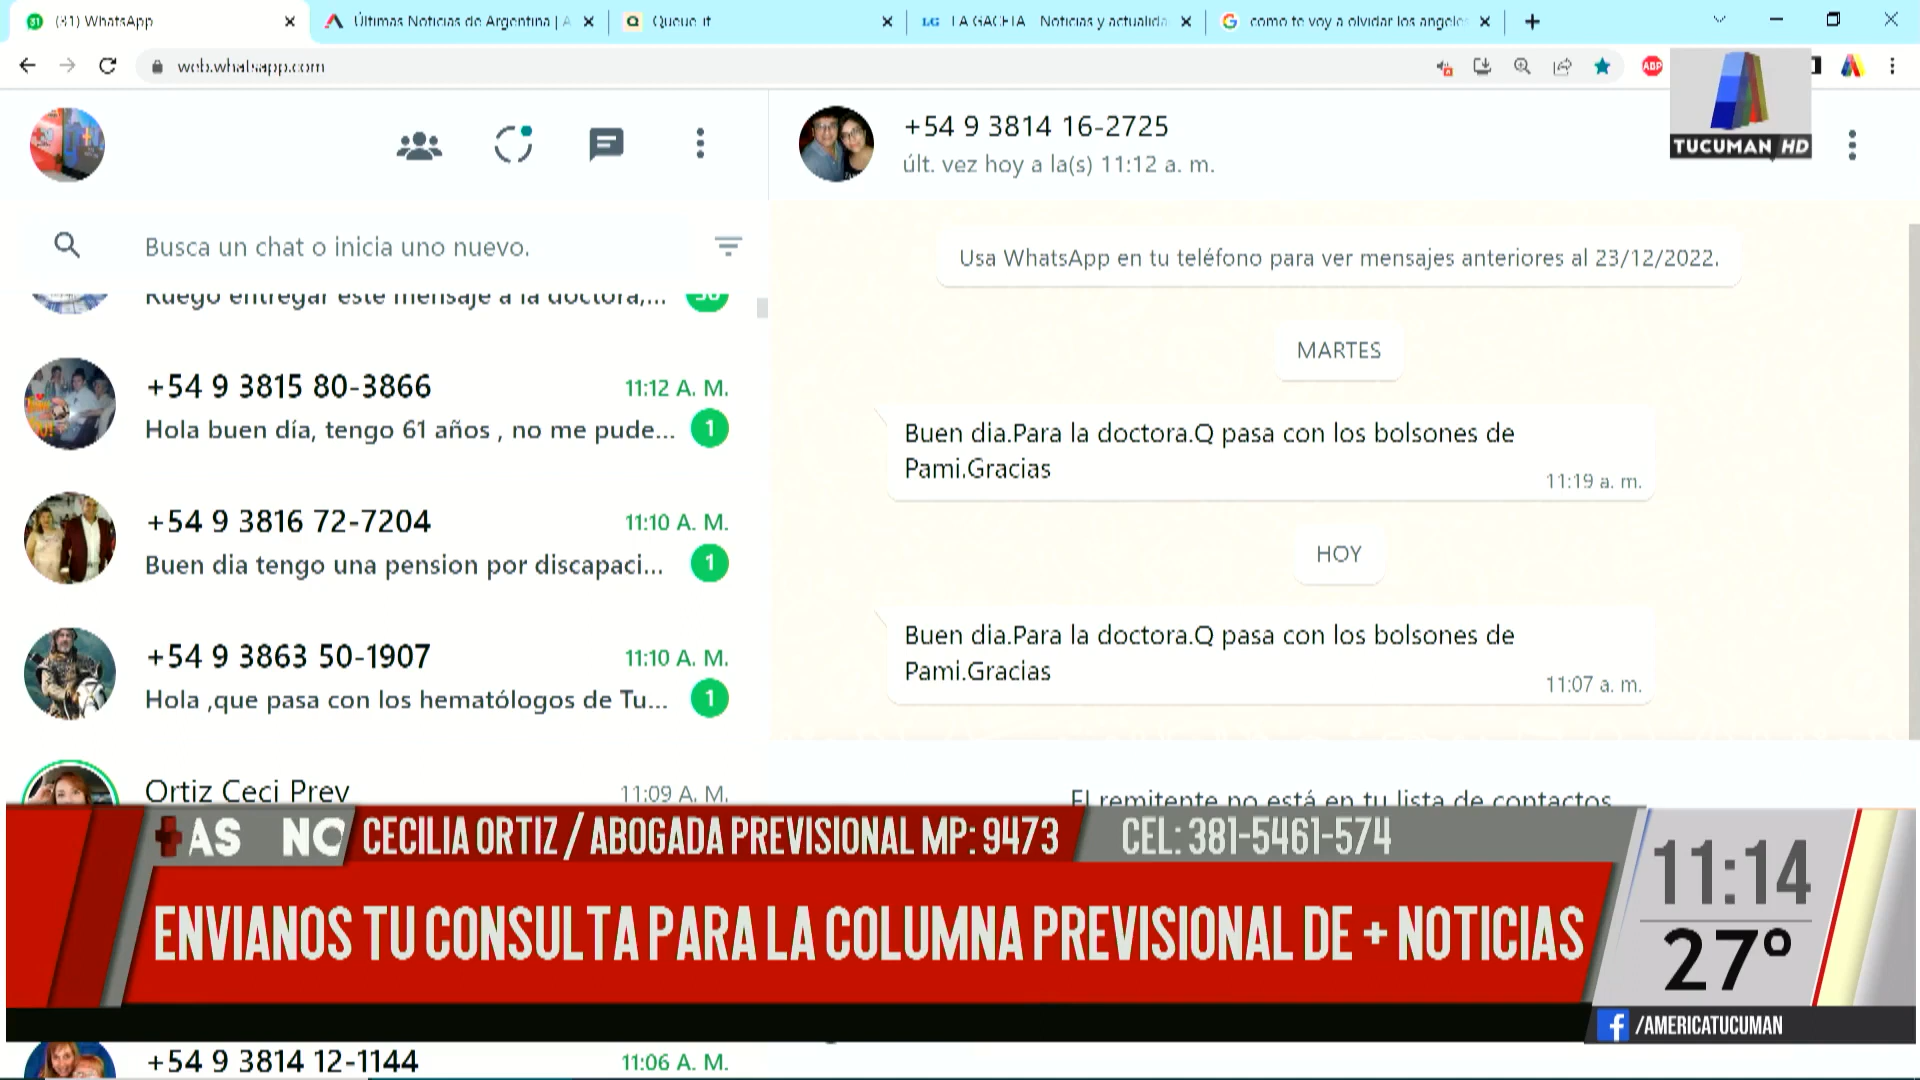 (31) WhatsApp
Últimas Noticias de Argentina | A
Queue it
LG LA GACETA Noticias y actualida
como te voy a olvidar los angele
web.whatsapp.com
ABP
TUCUMAN HD
+54 9 3814 16-2725
últ. vez hoy a la(s) 11:12 a. m.
Busca un chat o inicia uno nuevo.
Ruego entregar este mensaje a la doctora,...
+54 9 3815 80-3866
11:12 A. M.
Hola buen día, tengo 61 años , no me pude...
1
+54 9 3816 72-7204
11:10 A. M.
Buen dia tengo una pension por discapaci...
1
+54 9 3863 50-1907
11:10 A. M.
Hola ,que pasa con los hematólogos de Tu...
1
Ortiz Ceci Prev
11:09 A. M.
Usa WhatsApp en tu teléfono para ver mensajes anteriores al 23/12/2022.
MARTES
Buen dia.Para la doctora.Q pasa con los bolsones de
Pami.Gracias
11:19 a. m.
HOY
Buen dia.Para la doctora.Q pasa con los bolsones de
Pami.Gracias
11:07 a. m.
El remitente no está en tu lista de contactos
AS NO
CECILIA ORTIZ / ABOGADA PREVISIONAL MP: 9473
CEL: 381-5461-574
ENVIANOS TU CONSULTA PARA LA COLUMNA PREVISIONAL DE + NOTICIAS
11:14
27°
/AMERICATUCUMAN
+54 9 3814 12-1144
11:06 A. M.